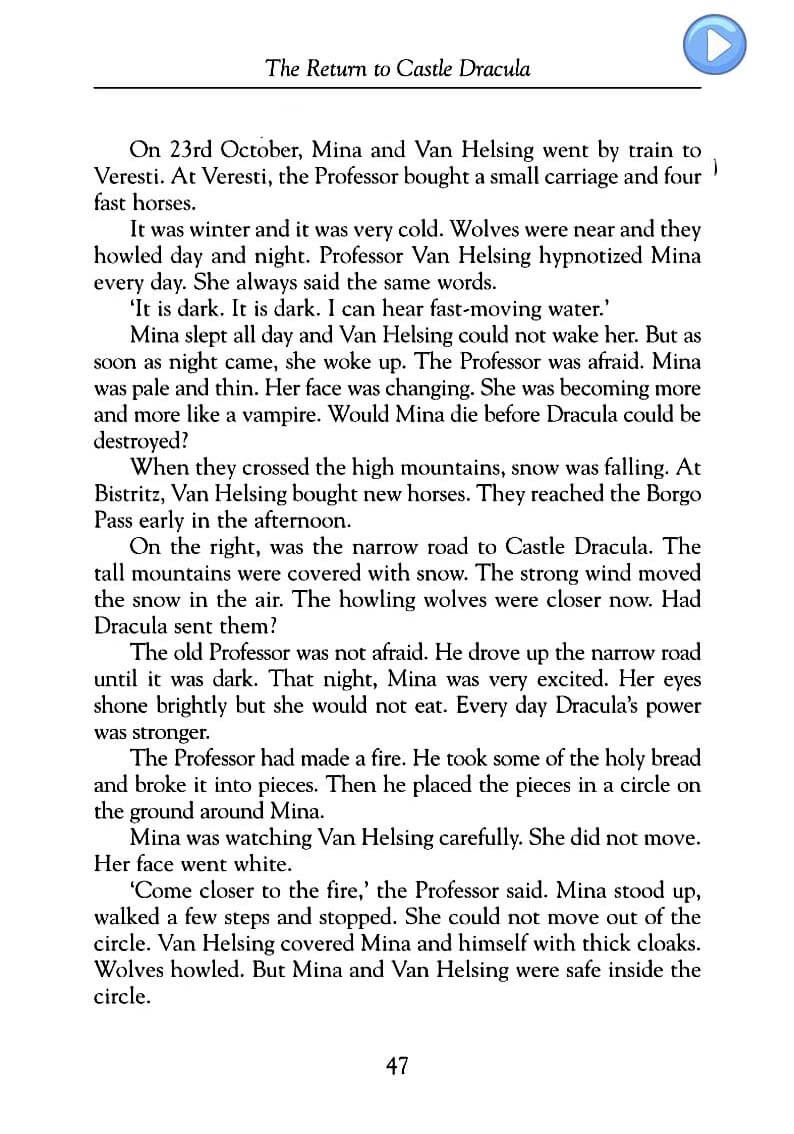 The Return to Castle Dracula
On 23rd October, Mina and Van Helsing went by train to
Veresti. At Veresti, the Professor bought a small carriage and four
fast horses.
It was winter and it was very cold. Wolves were near and they
howled day and night. Professor Van Helsing hypnotized Mina
every day. She always said the same words.
‘It is dark. It is dark. I can hear fast-moving water.’
Mina slept all day and Van Helsing could not wake her. But as
soon as night came, she woke up. The Professor was afraid. Mina
was pale and thin. Her face was changing. She was becoming more
and more like a vampire. Would Mina die before Dracula could be
destroyed?
When they crossed the high mountains, snow was falling. At
Bistritz, Van Helsing bought new horses. They reached the Borgo
Pass early in the afternoon.
On the right, was the narrow road to Castle Dracula. The
tall mountains were covered with snow. The strong wind moved
the snow in the air. The howling wolves were closer now. Had
Dracula sent them?
The old Professor was not afraid. He drove up the narrow road
until it was dark. That night, Mina was very excited. Her eyes
shone brightly but she would not eat. Every day Dracula’s power
was stronger.
The Professor had made a fire. He took some of the holy bread
and broke it into pieces. Then he placed the pieces in a circle on
the ground around Mina.
Mina was watching Van Helsing carefully. She did not move.
Her face went white.
‘Come closer to the fire,’ the Professor said. Mina stood up,
walked a few steps and stopped. She could not move out of the
circle. Van Helsing covered Mina and himself with thick cloaks.
Wolves howled. But Mina and Van Helsing were safe inside the
circle.
47